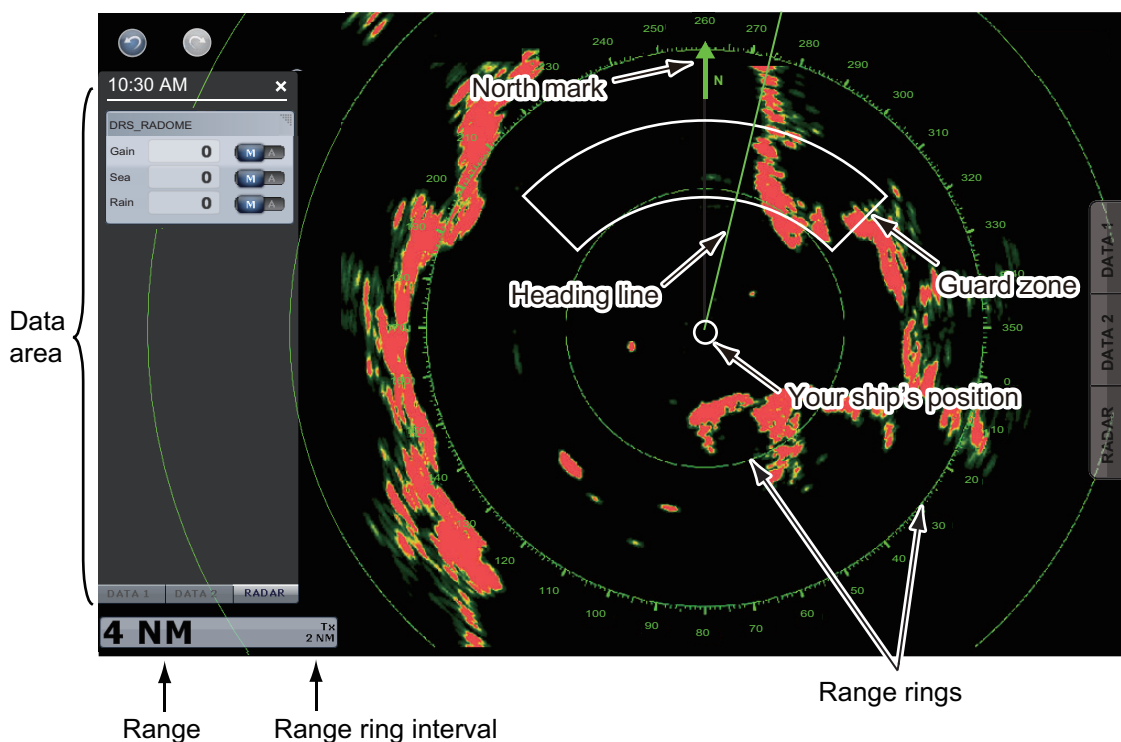 10:30 AM
DRS_RADOME
Gain 0 M A
Sea 0 M A
Rain 0 M A
DATA 1 DATA 2 RADAR
4 NM
Tx
2 NM
Data
area
Range
Range ring interval
Range rings
North mark
N
Heading line
Guard zone
Your ship's position
DATA 1
DATA 2
RADAR
260
270
280
290
300
310
320
330
350
0
10
20
30
40
50
60
70
80
90
100
110
120
200
210
230
240
250